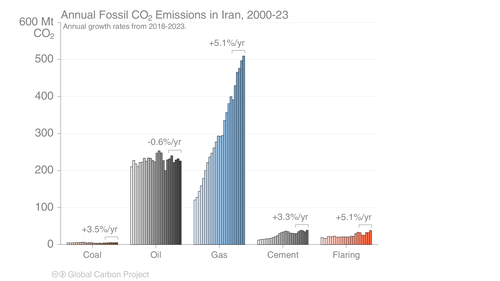 Annual Fossil CO₂ Emissions in Iran, 2000-23
Annual growth rates from 2018-2023.
600 Mt
CO₂
500
400
300
200
100
0
+3.5%/yr
-0.6%/yr
+5.1%/yr
+3.3%/yr
+5.1%/yr
Coal
Oil
Gas
Cement
Flaring
Global Carbon Project